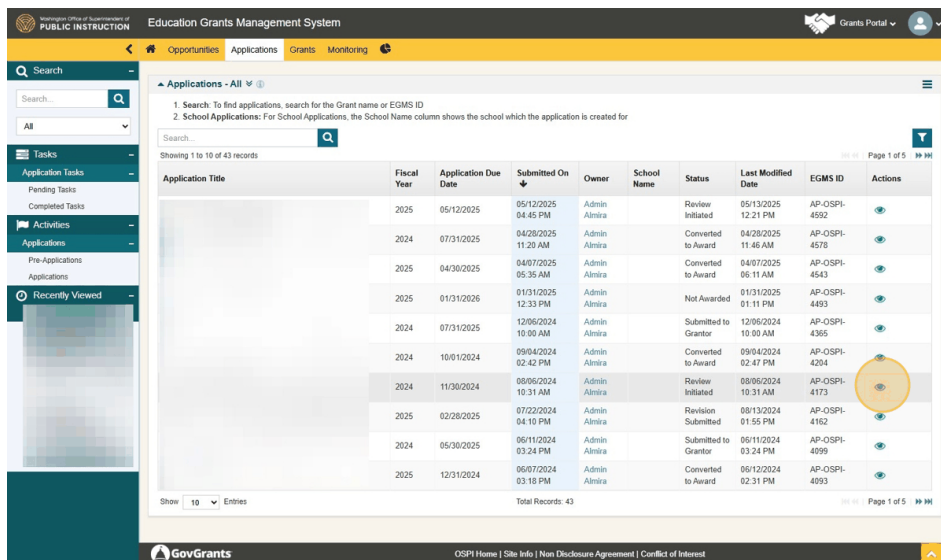 Washington Office of Superintendent of
PUBLIC INSTRUCTION
Education Grants Management System
Grants Portal
Opportunities Applications Grants Monitoring
Search
Search...
All
Tasks
Application Tasks
Pending Tasks
Completed Tasks
Activities
Applications
Pre-Applications
Applications
Recently Viewed
Applications - All
1. Search: To find applications, search for the Grant name or EGMS ID
2. School Applications: For School Applications, the School Name column shows the school which the application is created for
Search...
Showing 1 to 10 of 43 records
Page 1 of 5
Application Title Fiscal Year Application Due Date Submitted On Owner School Name Status Last Modified Date EGMS ID Actions
2025 05/12/2025 05/12/2025 04:45 PM Admin Almira Review Initiated 05/13/2025 12:21 PM AP-OSPI-4592
2024 07/31/2025 04/28/2025 11:20 AM Admin Almira Converted to Award 04/28/2025 11:46 AM AP-OSPI-4578
2025 04/30/2025 04/07/2025 05:35 AM Admin Almira Converted to Award 04/07/2025 06:11 AM AP-OSPI-4543
2025 01/31/2026 01/31/2025 12:33 PM Admin Almira Not Awarded 01/31/2025 01:11 PM AP-OSPI-4493
2024 07/31/2025 12/06/2024 10:00 AM Admin Almira Submitted to Grantor 12/06/2024 10:00 AM AP-OSPI-4365
2024 10/01/2024 09/04/2024 02:42 PM Admin Almira Converted to Award 09/04/2024 02:47 PM AP-OSPI-4204
2024 11/30/2024 08/06/2024 10:31 AM Admin Almira Review Initiated 08/06/2024 10:31 AM AP-OSPI-4173
2025 02/28/2025 07/22/2024 04:10 PM Admin Almira Revision Submitted 08/13/2024 01:55 PM AP-OSPI-4162
2024 05/30/2025 06/11/2024 03:24 PM Admin Almira Submitted to Grantor 06/11/2024 03:24 PM AP-OSPI-4099
2025 12/31/2024 06/07/2024 03:18 PM Admin Almira Converted to Award 06/12/2024 02:31 PM AP-OSPI-4093
Show 10 Entries
Total Records: 43
Page 1 of 5
GovGrants
OSPI Home | Site Info | Non Disclosure Agreement | Conflict of Interest